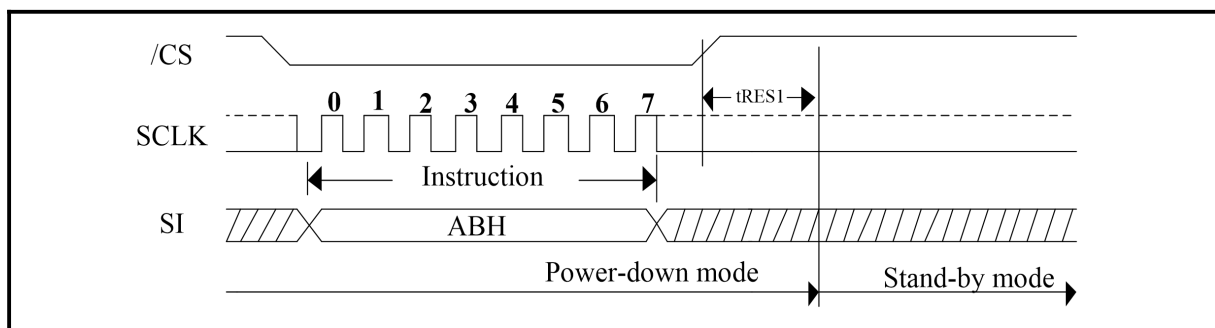 /CS
tRES1
0 1 2 3 4 5 6 7
SCLK
Instruction
SI
ABH
Power-down mode
Stand-by mode